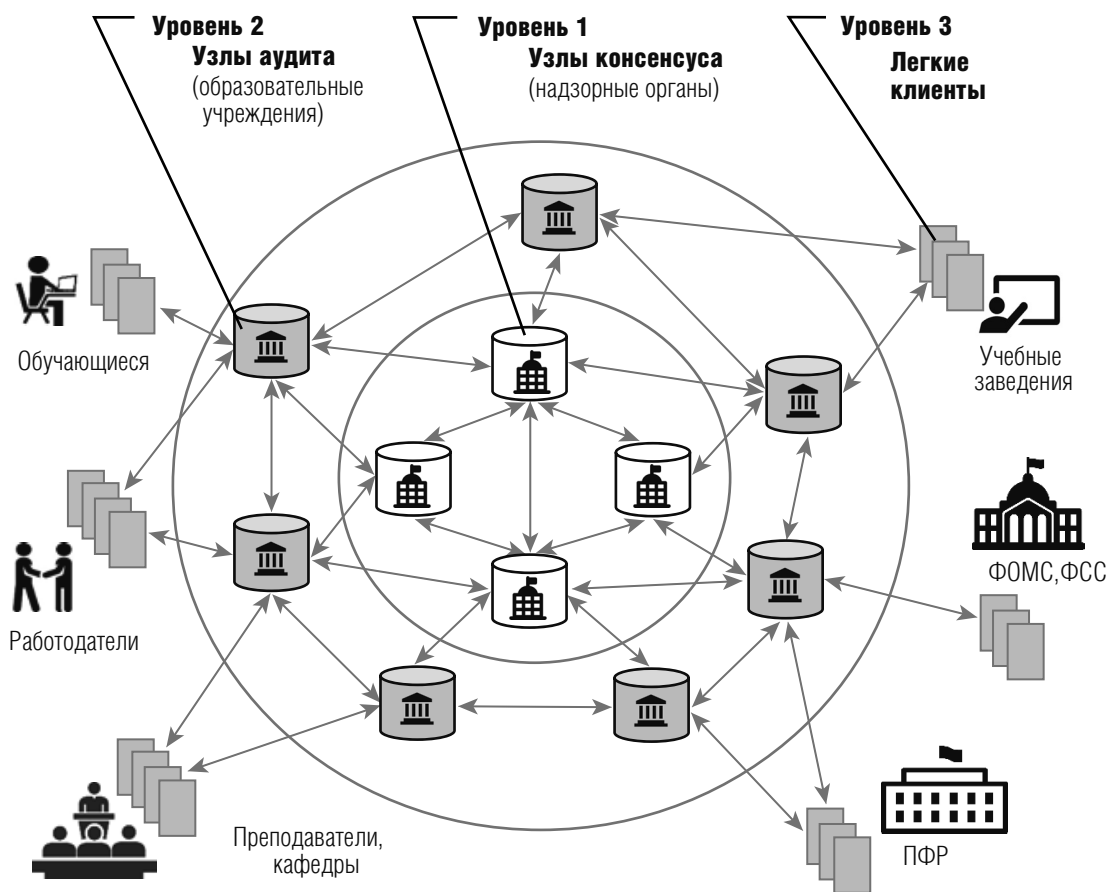 Уровень 2
Узлы аудита
(образовательные
учреждения)
Уровень 1
Узлы консенсуса
(надзорные органы)
Уровень 3
Легкие
клиенты
Обучающиеся
Учебные
заведения
ФОМС,ФСС
Работодатели
Преподаватели,
кафедры
ПФР